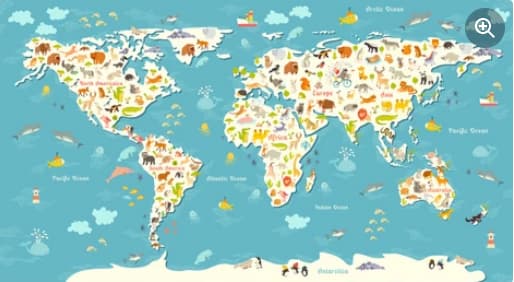 Arctic Ocean
North America
Europe
Asia
Pacific Ocean
Africa
South America
Pacific Ocean
Atlantic Ocean
Australia
Indian Ocean
Antarctica